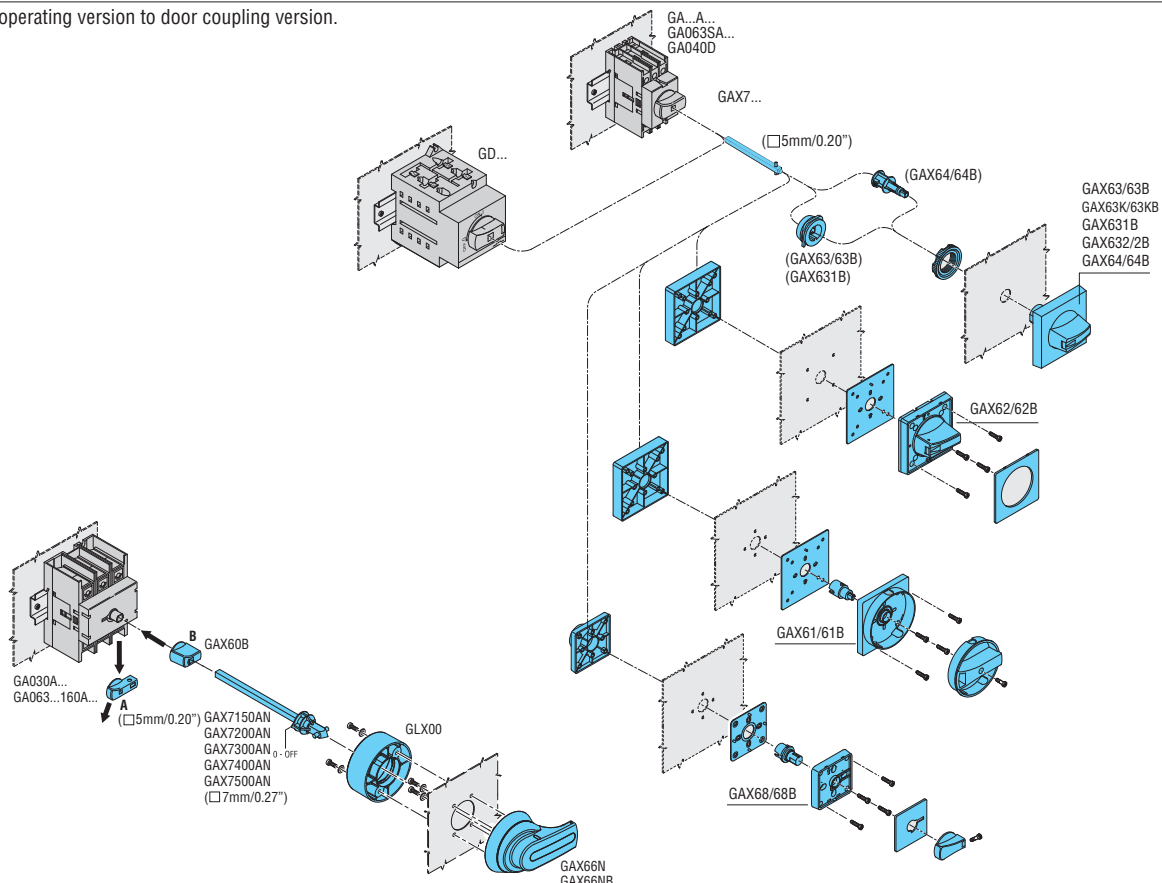 operating version to door coupling version.
GA...A...
GA063SA...
GA040D
GAX7...
(□5mm/0.20”)
GD...
(GAX64/64B)
(GAX63/63B)
(GAX631B)
GAX63/63B
GAX63K/63KB
GAX631B
GAX632/2B
GAX64/64B
GAX62/62B
GAX61/61B
GAX68/68B
B
GAX60B
GA030A...
GA063...160A...
A
(□5mm/0.20”)
GAX7150AN
GAX7200AN
GAX7300AN
GAX7400AN
GAX7500AN
(□7mm/0.27”)
0 - OFF
GLX00
GAX66N
GAX66NB